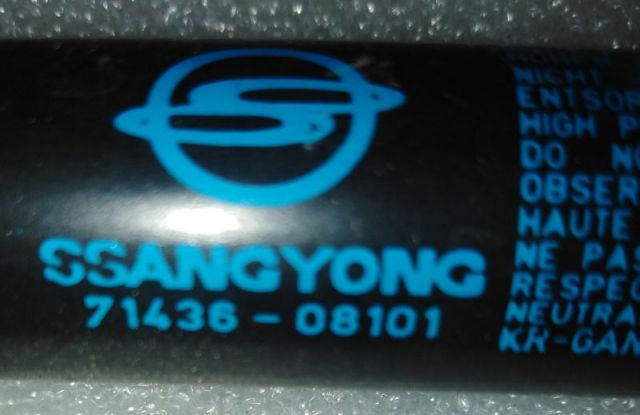 SSANGYONG
71436-08101
NICHT
ENTSOR
HIGH P
DO NO
OBSER
HAUTE
NE PAS
RESPEC
NEUTRA
KR-GAN